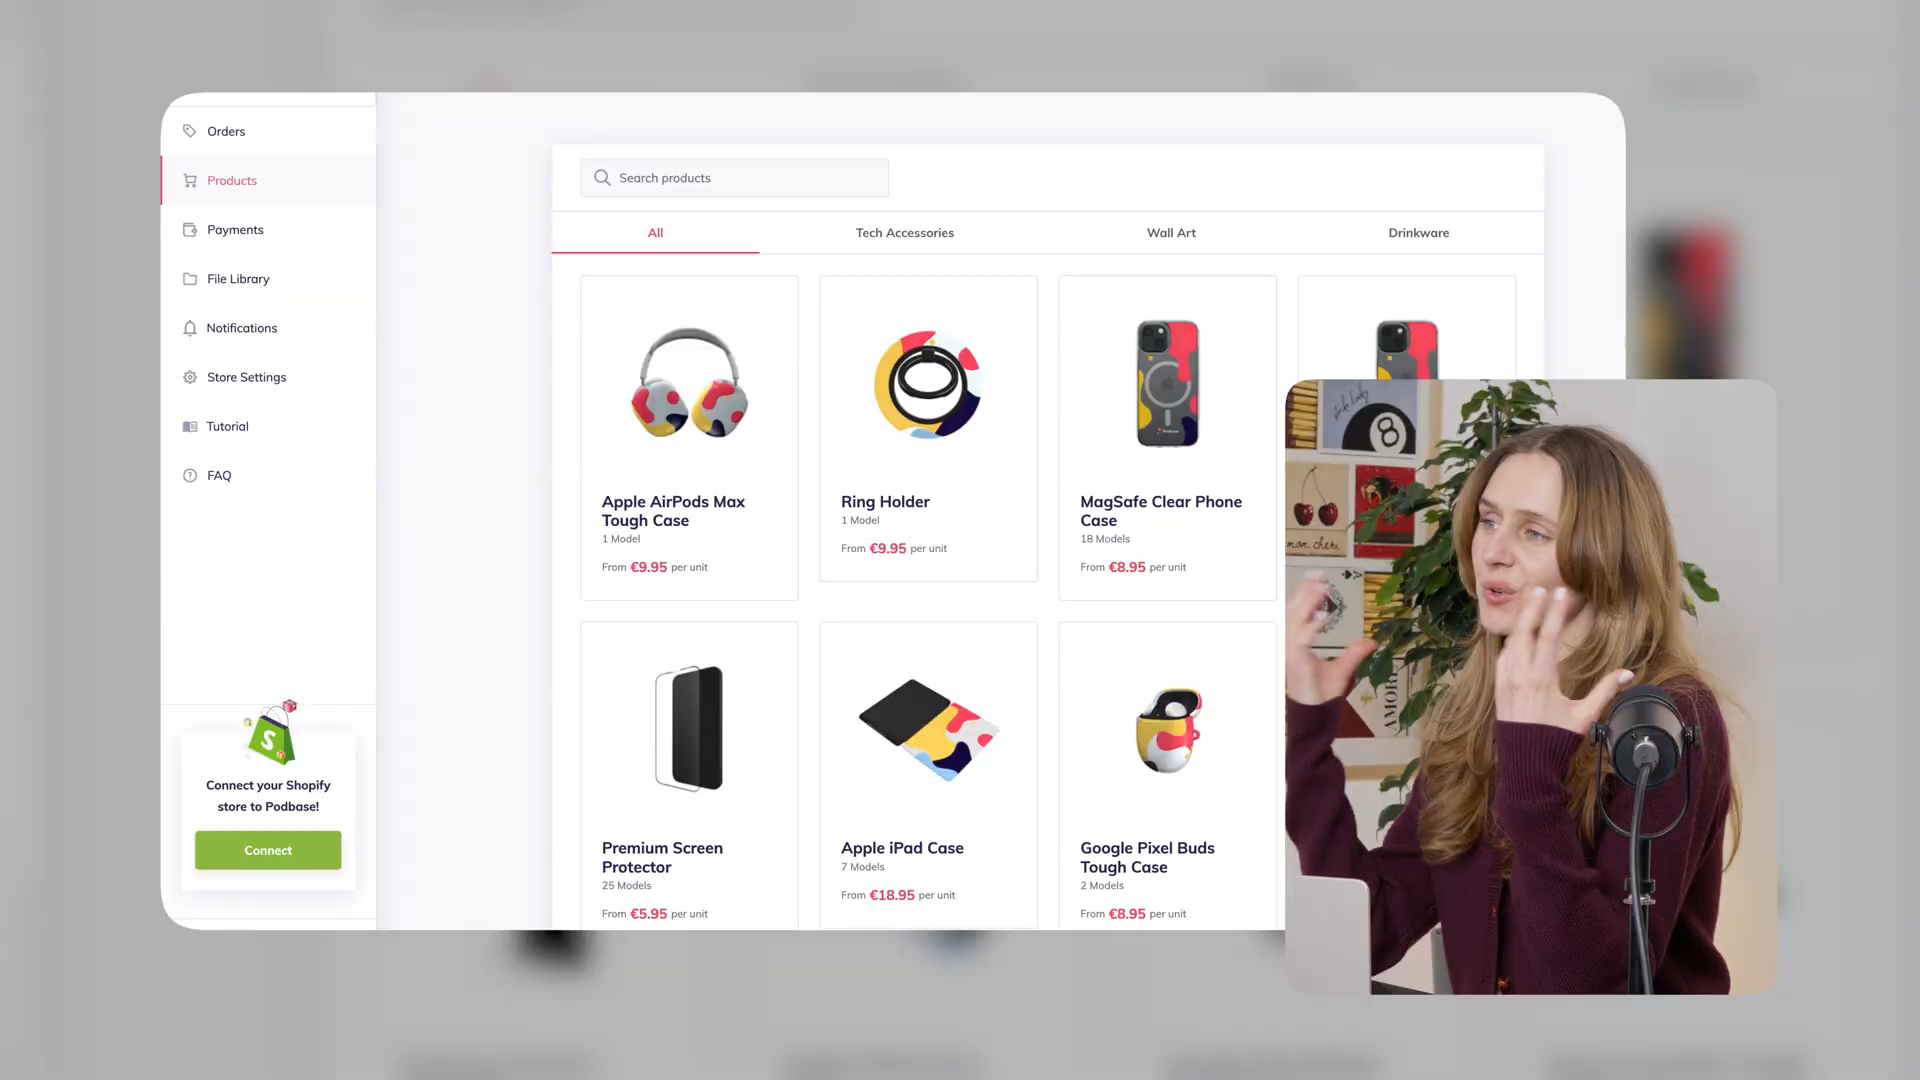 Orders
Products
Payments
File Library
Notifications
Store Settings
Tutorial
FAQ
Connect your Shopify
store to Podbase!
Connect
Search products
All
Tech Accessories
Wall Art
Drinkware
Apple AirPods Max
Tough Case
1 Model
From €9.95 per unit
Ring Holder
1 Model
From €9.95 per unit
MagSafe Clear Phone
Case
18 Models
From €8.95 per unit
Premium Screen
Protector
25 Models
From €5.95 per unit
Apple iPad Case
7 Models
From €18.95 per unit
Google Pixel Buds
Tough Case
2 Models
From €8.95 per unit
8
mon cheri
AMORE